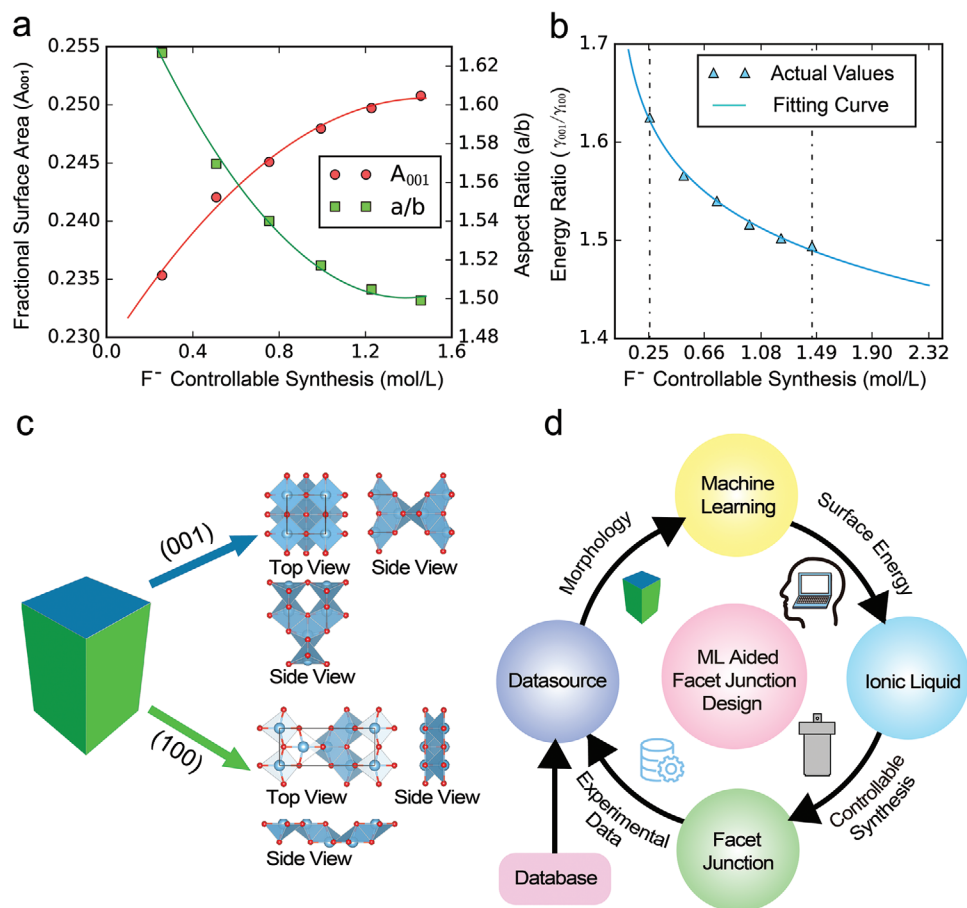 a
0.255
0.250
0.245
0.240
0.235
0.230
Fractional Surface Area (A₀₀₁)
0.0
0.4
0.8
1.2
1.6
F⁻ Controllable Synthesis (mol/L)
1.62
1.60
1.58
1.56
1.54
1.52
1.50
1.48
Aspect Ratio (a/b)
A₀₀₁
a/b
b
1.7
1.6
1.5
1.4
Energy Ratio (γ₀₀₁/γ₁₀₀)
Actual Values
Fitting Curve
0.25
0.66
1.08
1.49
1.90
2.32
F⁻ Controllable Synthesis (mol/L)
c
(001)
Top View
Side View
Side View
(100)
Top View
Side View
Side View
d
Machine
Learning
Morphology
Surface Energy
Datasource
ML Aided
Facet Junction
Design
Ionic Liquid
Experimental
Data
Controllable
Synthesis
Facet
Junction
Database